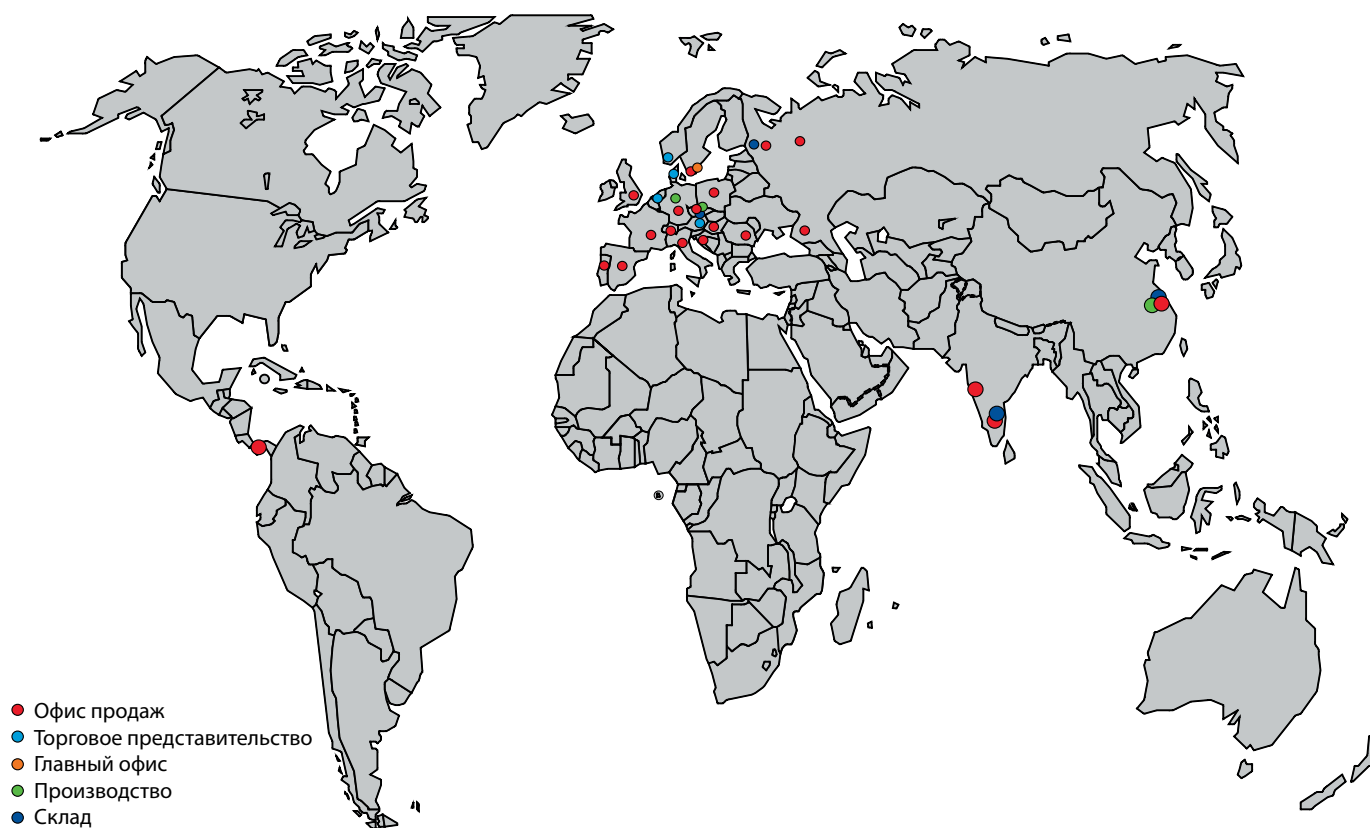 Офис продаж
Торговое представительство
Главный офис
Производство
Склад